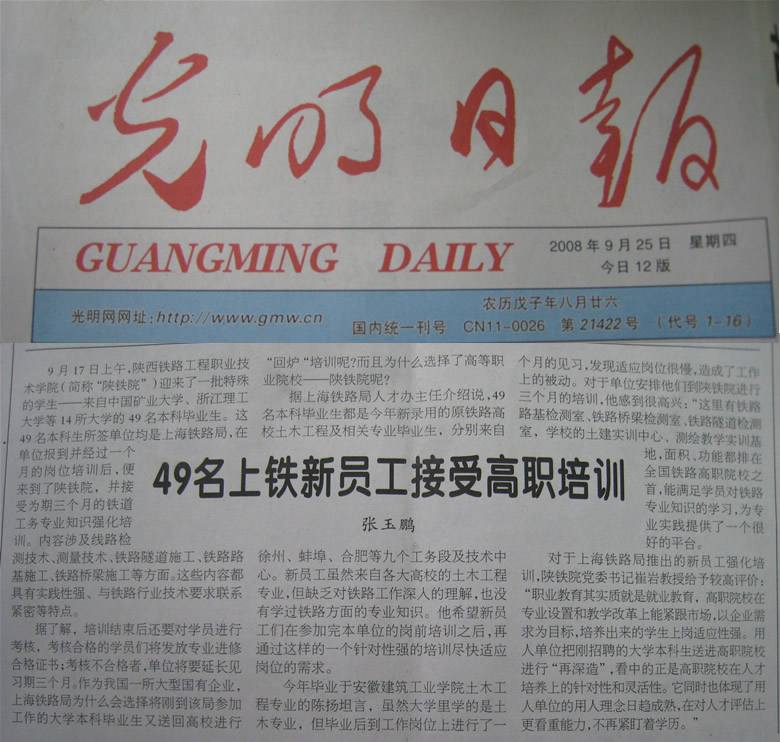 光明日报
GUANGMING DAILY
2008年9月25日 星期四
今日12版
光明网网址:http://www.gmw.cn
农历戊子年八月廿六
国内统一刊号 CN11-0026 第21422号 (代号1-16)
49名上铁新员工接受高职培训
张玉鹏
9月17日上午,陕西铁路工程职业技
术学院(简称“陕铁院”)迎来了一批特殊
的学生——来自中国矿业大学、浙江理工
大学等14所大学的49名本科毕业生。这
49名本科生所签单位均是上海铁路局,在
单位报到并经过一个
月的岗位培训后,便
来到了陕铁院,并接
受为期三个月的铁道
工务专业知识强化培
训。内容涉及线路检
测技术、测量技术、铁路隧道施工、铁路路
基施工、铁路桥梁施工等方面。这些内容都
具有实践性强、与铁路行业技术要求联系
紧密等特点。
据了解,培训结束后还要对学员进行
考核,考核合格的学员们将发放专业进修
合格证书;考核不合格者,单位将要延长见
习期三个月。作为我国一所大型国有企业,
上海铁路局为什么会选择将刚到该局参加
工作的大学本科毕业生又送回高校进行
“回炉”培训呢?而且为什么选择了高等职
业院校——陕铁院呢?
据上海铁路局人才办主任介绍说,49
名本科毕业生都是今年新录用的原铁路高
校土木工程及相关专业毕业生,分别来自
徐州、蚌埠、合肥等九个工务段及技术中
心。新员工虽然来自各大高校的土木工程
专业,但缺乏对铁路工作深入的理解,也没
有学过铁路方面的专业知识。他希望新员
工们在参加完本单位的岗前培训之后,再
通过这样的一个针对性强的培训尽快适应
岗位的需求。
今年毕业于安徽建筑工业学院土木工程
专业的陈扬坦言,虽然大学里学的是土
木专业,但毕业后到工作岗位上进行了一
个月的见习,发现适应岗位很慢,造成了工作
上的被动。对于单位安排他们到陕铁院进行
三个月的培训,他感到很高兴:“这里有铁路
路基检测室、铁路桥梁检测室、铁路隧道检测
室,学校的土建实训中心、测绘教学实训基
地,面积、功能都排在
全国铁路高职院校之
首,能满足学员对铁路
专业知识的学习,为专
业实践提供了一个很
好的平台。
对于上海铁路局推出的新员工强化培
训,陕铁院党委书记崔岩教授给予较高评价:
“职业教育其实质就是就业教育,高职院校在
专业设置和教学改革上能紧跟市场,以企业需
求为目标,培养出来的学生上岗适应性强。用
人单位把刚招聘的大学本科生送进高职院校
进行“再深造”,看中的正是高职院校在人才
培养上的针对性和灵活性。它同时也体现了用
人单位的用人理念日趋成熟,在对人才评估上
更看重能力,不再紧盯着学历。”